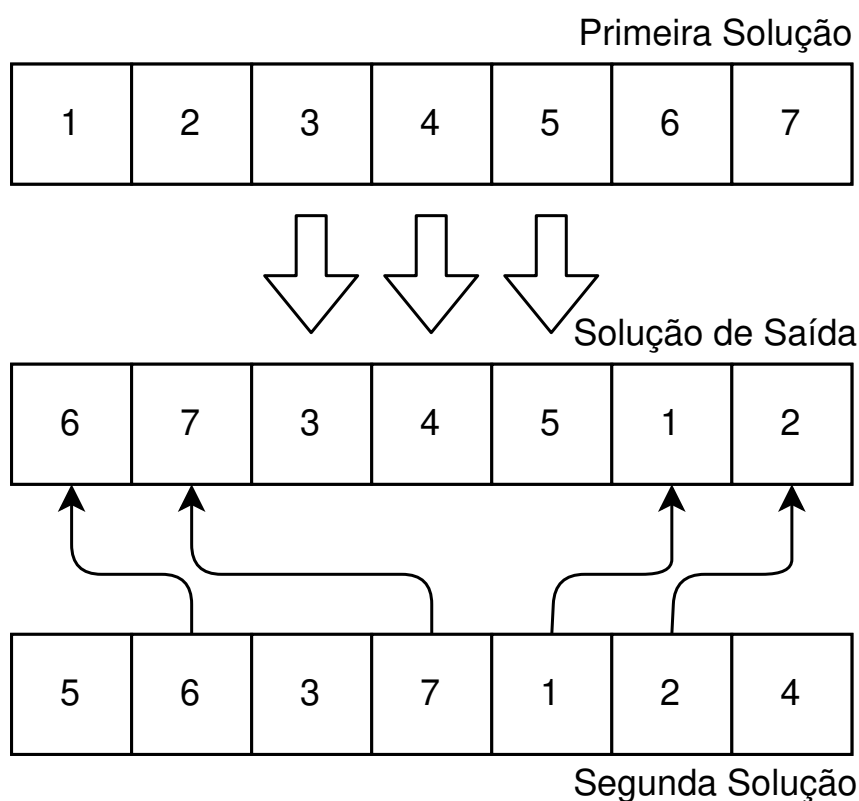 Primeira Solução
1 2 3 4 5 6 7
Solução de Saída
6 7 3 4 5 1 2
5 6 3 7 1 2 4
Segunda Solução